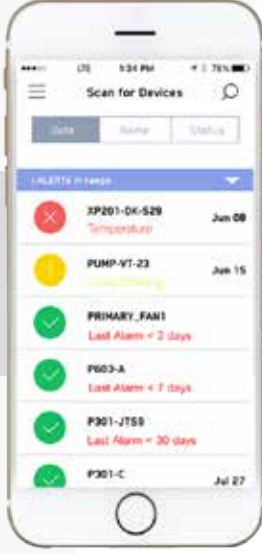 LTE 9:34 PM 78%
Scan for Devices
Date Name Status
ALERTS in range
XP201-DK-529 Jun 08
Temperature
PUMP-VT-23 Jun 15
PRIMARY_FAN1
Last Alarm < 2 days
P603-A
Last Alarm < 7 days
P301-JTS9
Last Alarm < 30 days
P301-C Jul 27